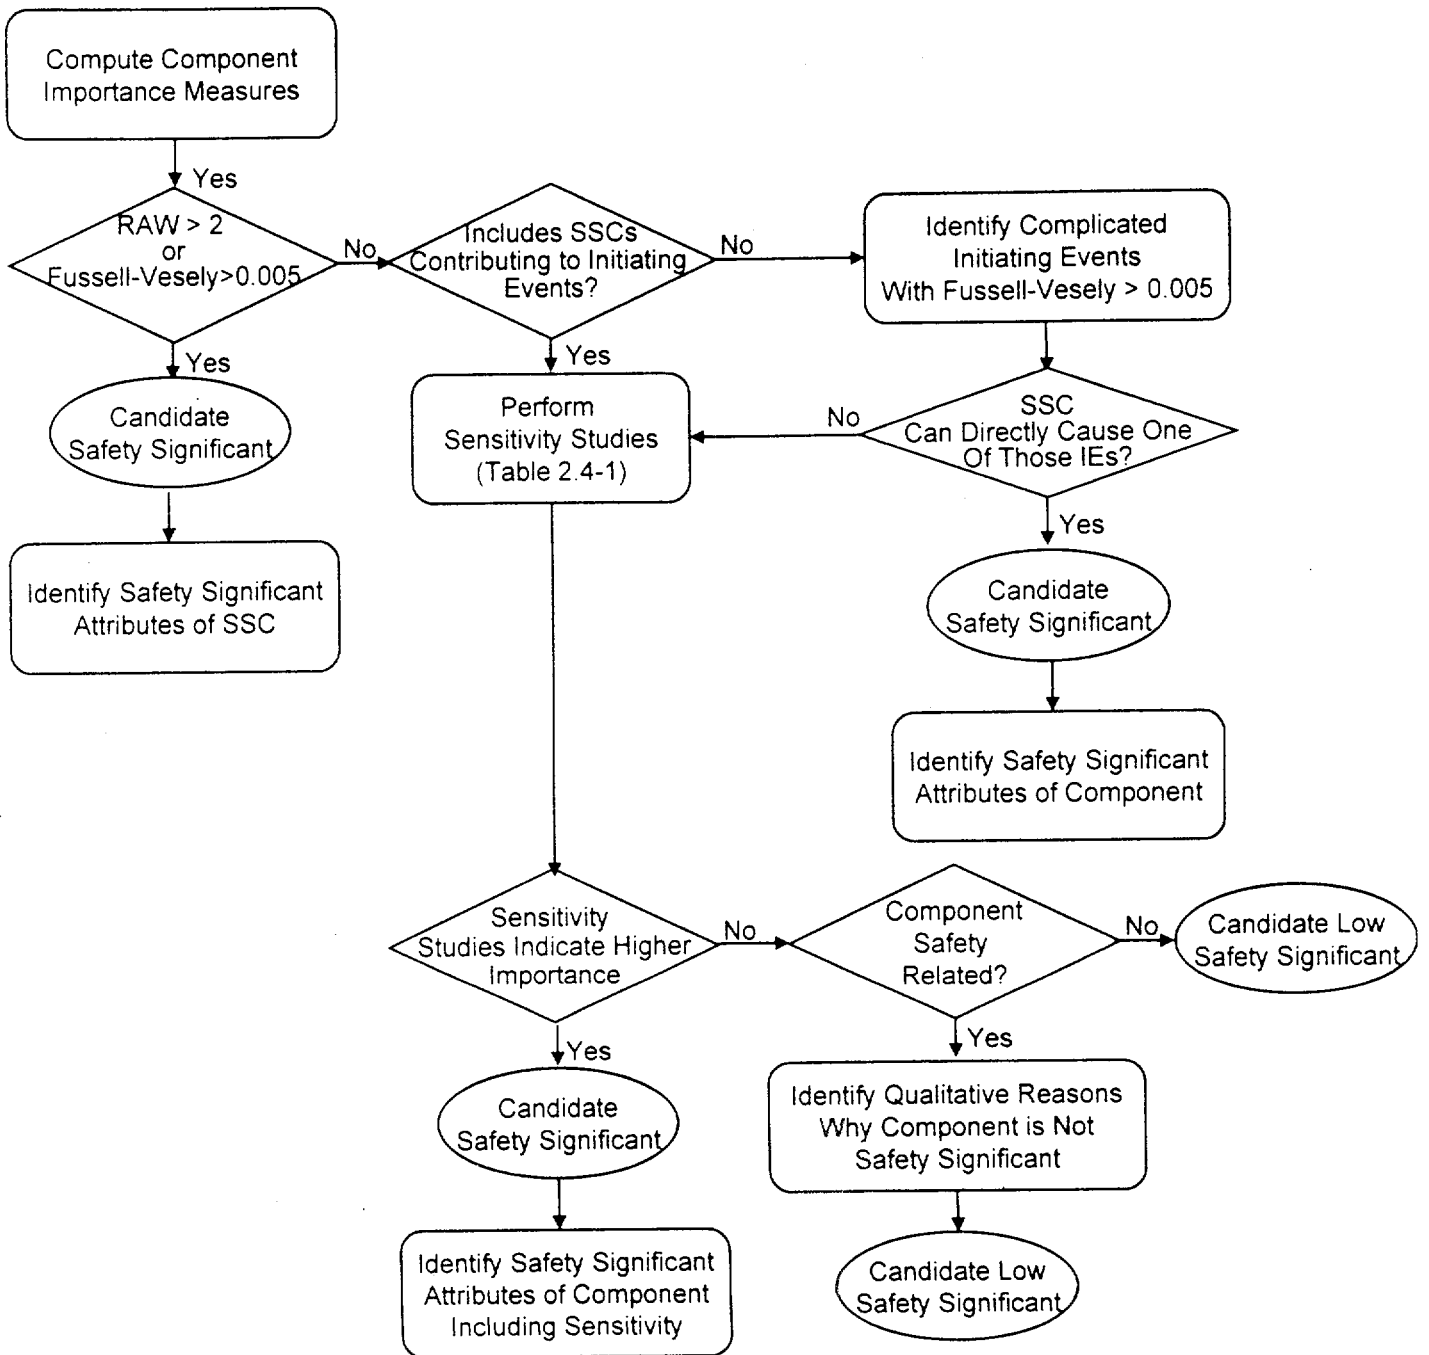 Compute Component
Importance Measures
Yes
RAW > 2
or
Fussell-Vesely>0.005
No
Includes SSCs
Contributing to Initiating
Events?
No
Identify Complicated
Initiating Events
With Fussell-Vesely > 0.005
Yes
Candidate
Safety Significant
Yes
Perform
Sensitivity Studies
(Table 2.4-1)
No
SSC
Can Directly Cause One
Of Those IEs?
Yes
Candidate
Safety Significant
Identify Safety Significant
Attributes of SSC
Identify Safety Significant
Attributes of Component
Sensitivity
Studies Indicate Higher
Importance
No
Component
Safety
Related?
No
Candidate Low
Safety Significant
Yes
Candidate
Safety Significant
Yes
Identify Qualitative Reasons
Why Component is Not
Safety Significant
Identify Safety Significant
Attributes of Component
Including Sensitivity
Candidate Low
Safety Significant